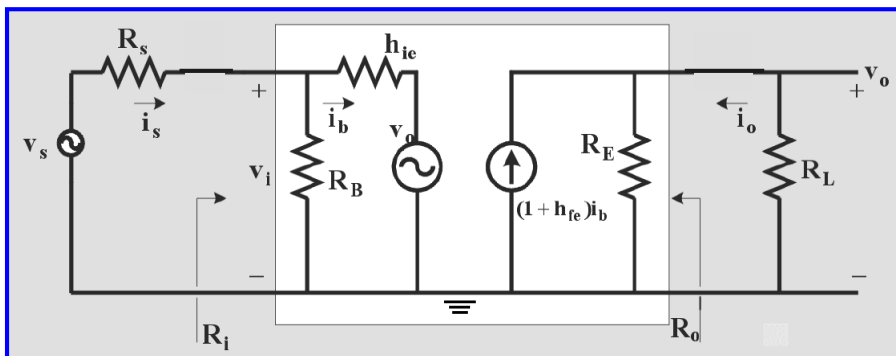 R_s
h_ie
v_o
+
i_s
i_b
v_o
i_o
+
v_s
v_i
R_B
R_E
R_L
(1 + h_fe)i_b
−
−
R_i
R_o